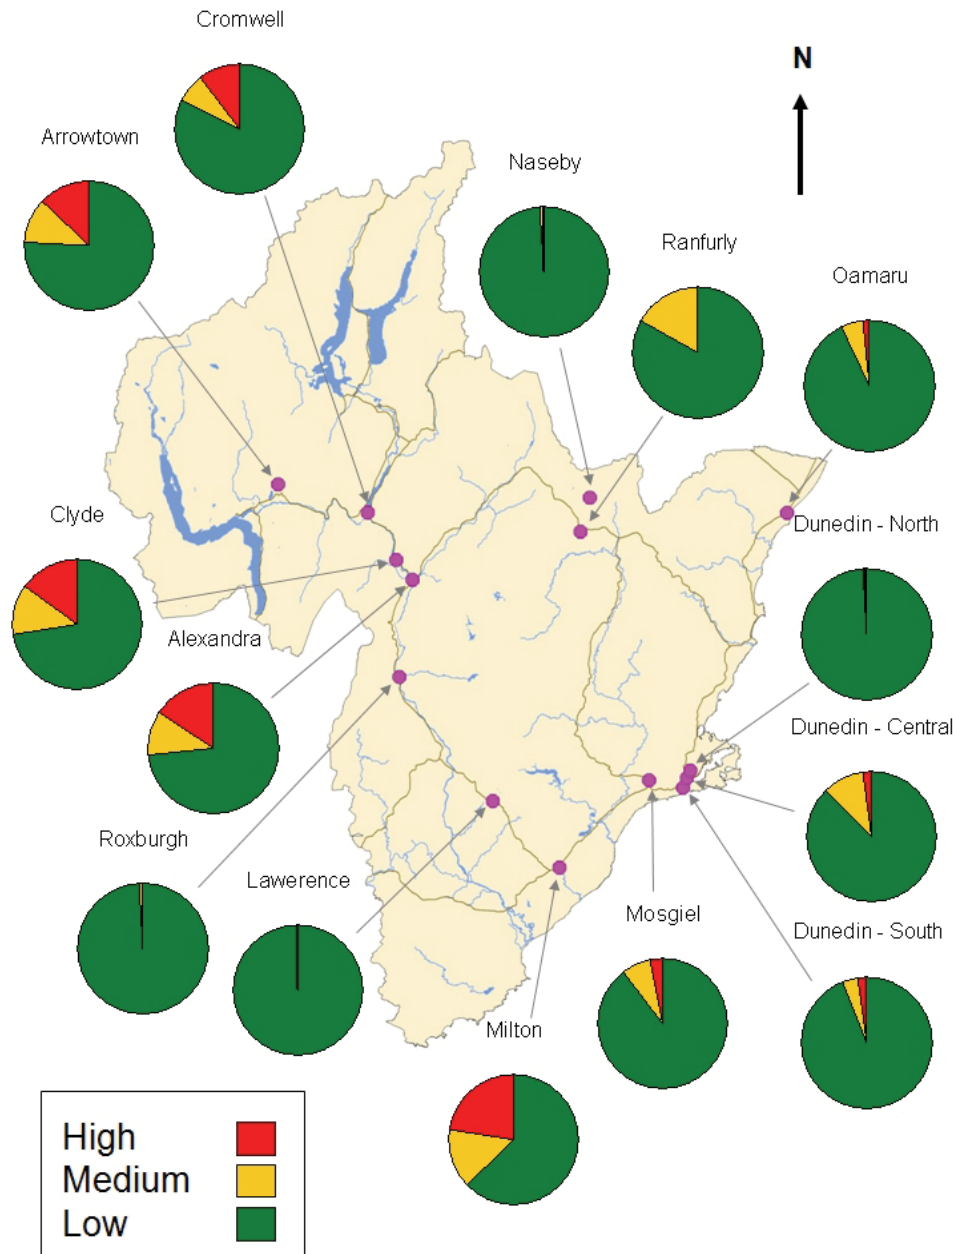 Cromwell
N
Arrowtown
Naseby
Ranfurly
Oamaru
Clyde
Dunedin - North
Alexandra
Dunedin - Central
Roxburgh
Lawerence
Mosgiel
Dunedin - South
Milton
High
Medium
Low